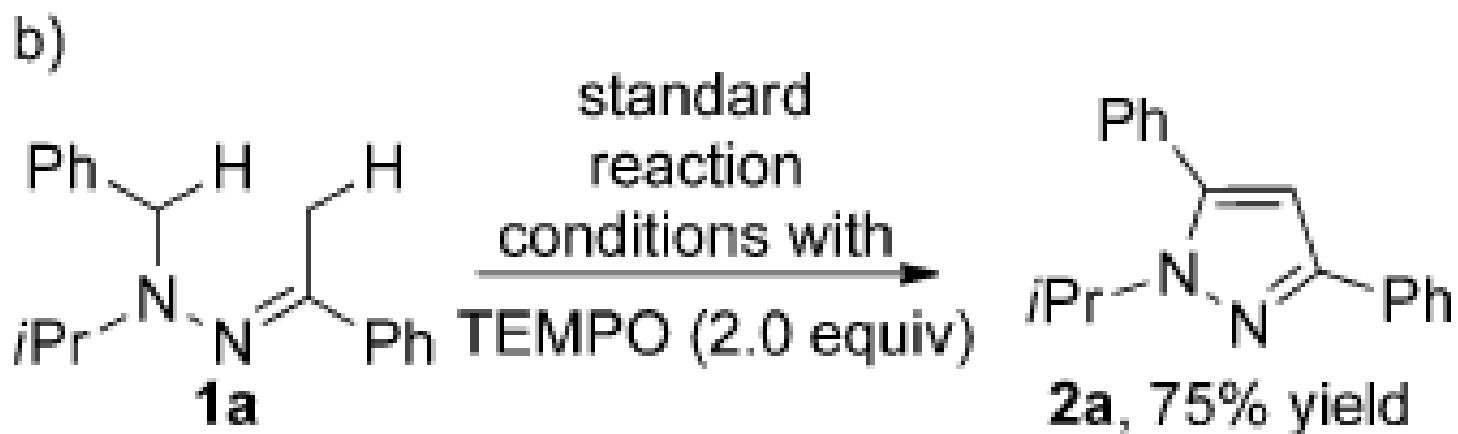 b)
Ph
H
H
N
iPr
N
Ph
1a
standard
reaction
conditions with
TEMPO (2.0 equiv)
Ph
N
iPr
N
Ph
2a, 75% yield